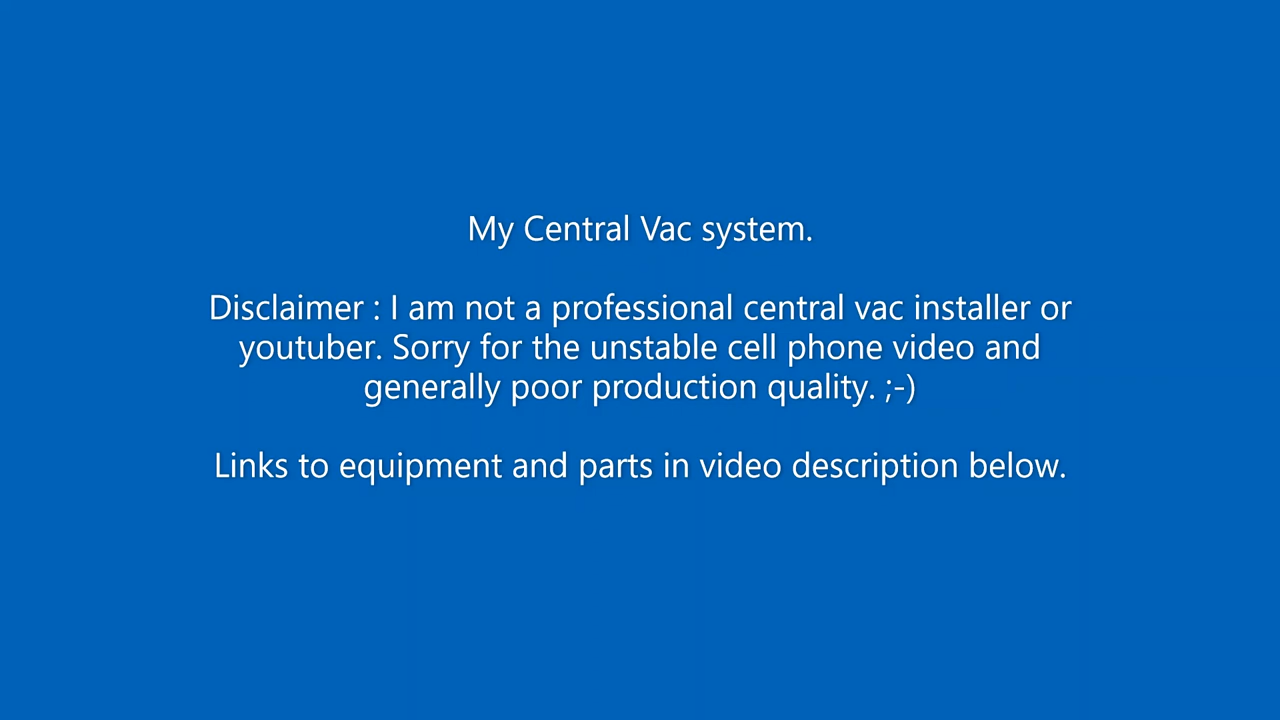 My Central Vac system.
Disclaimer : I am not a professional central vac installer or
youtuber. Sorry for the unstable cell phone video and
generally poor production quality. ;-)
Links to equipment and parts in video description below.